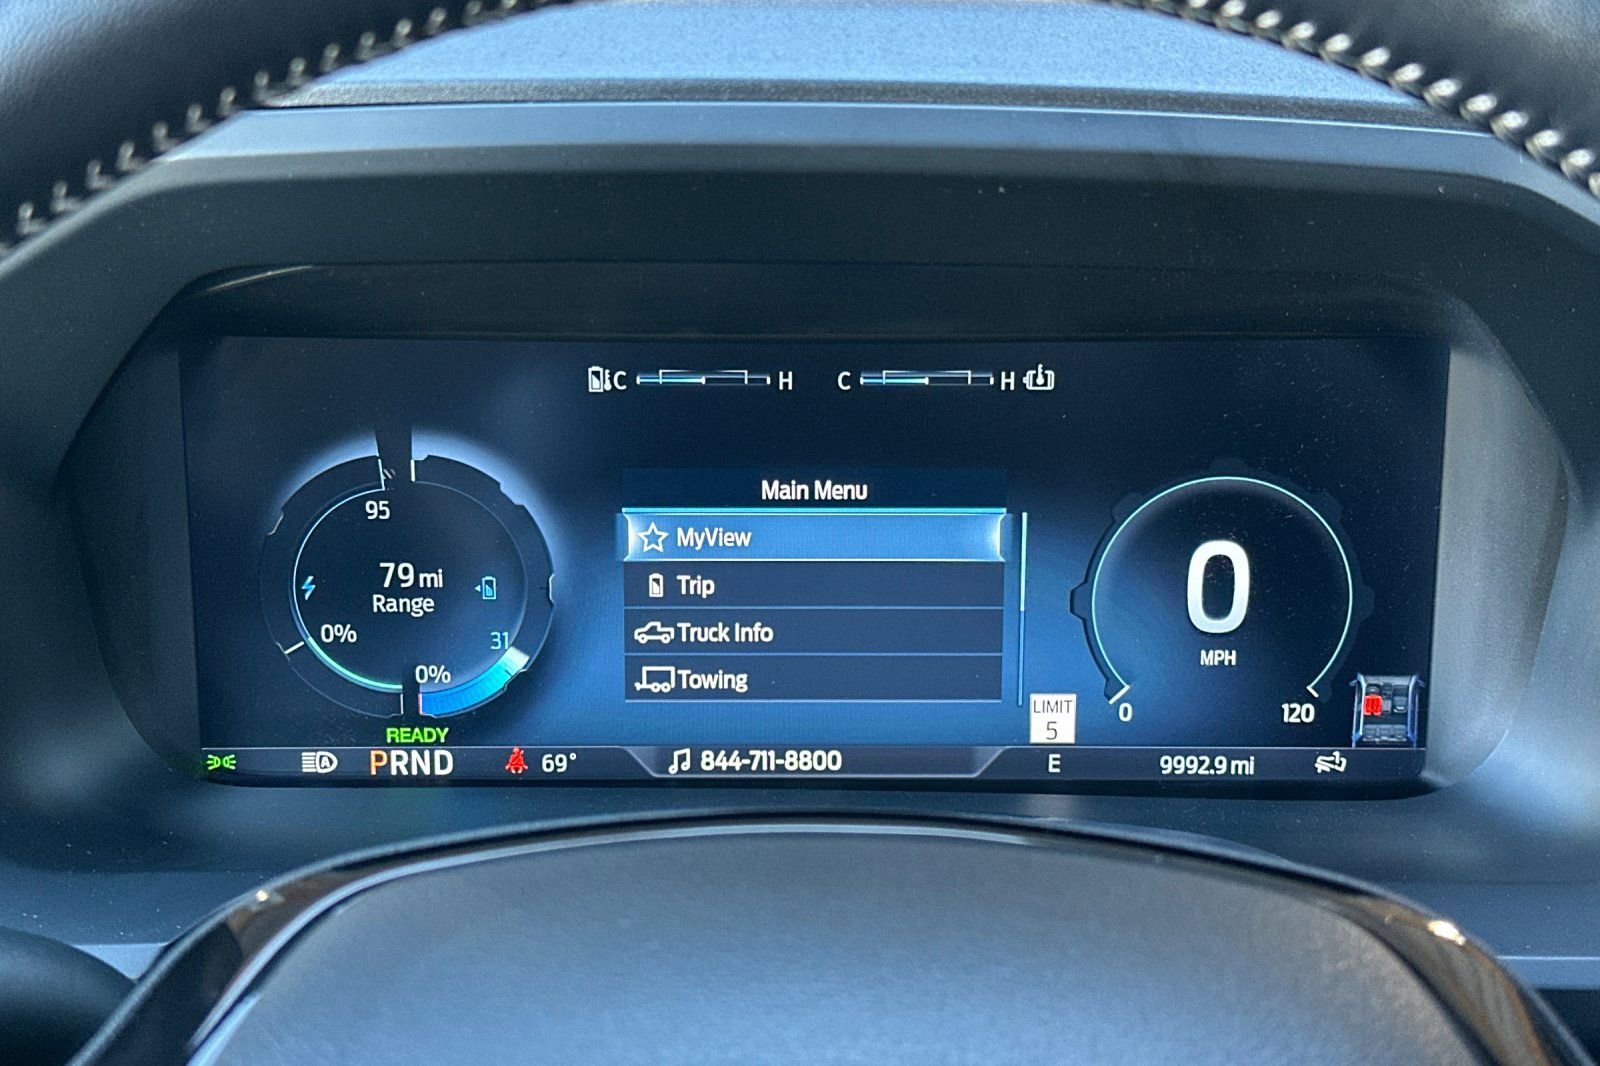 C H C H
95
79 mi
Range
0%
31
0%
Main Menu
MyView
Trip
Truck Info
Towing
0
MPH
0 120
LIMIT
5
READY
A PRND 69° 844-711-8800 E 9992.9 mi